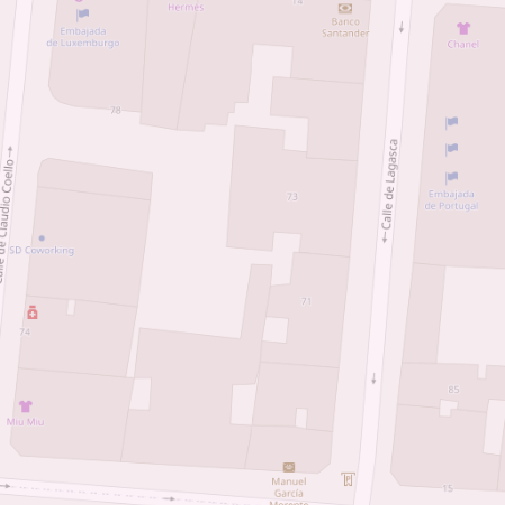 Hermès
Banco
Santander
Embajada
de Luxemburgo
Chanel
28
Calle de Claudio Coello
Calle de Lagasca
73
Embajada
de Portugal
SD Coworking
71
74
85
Miu Miu
Manuel
García
15